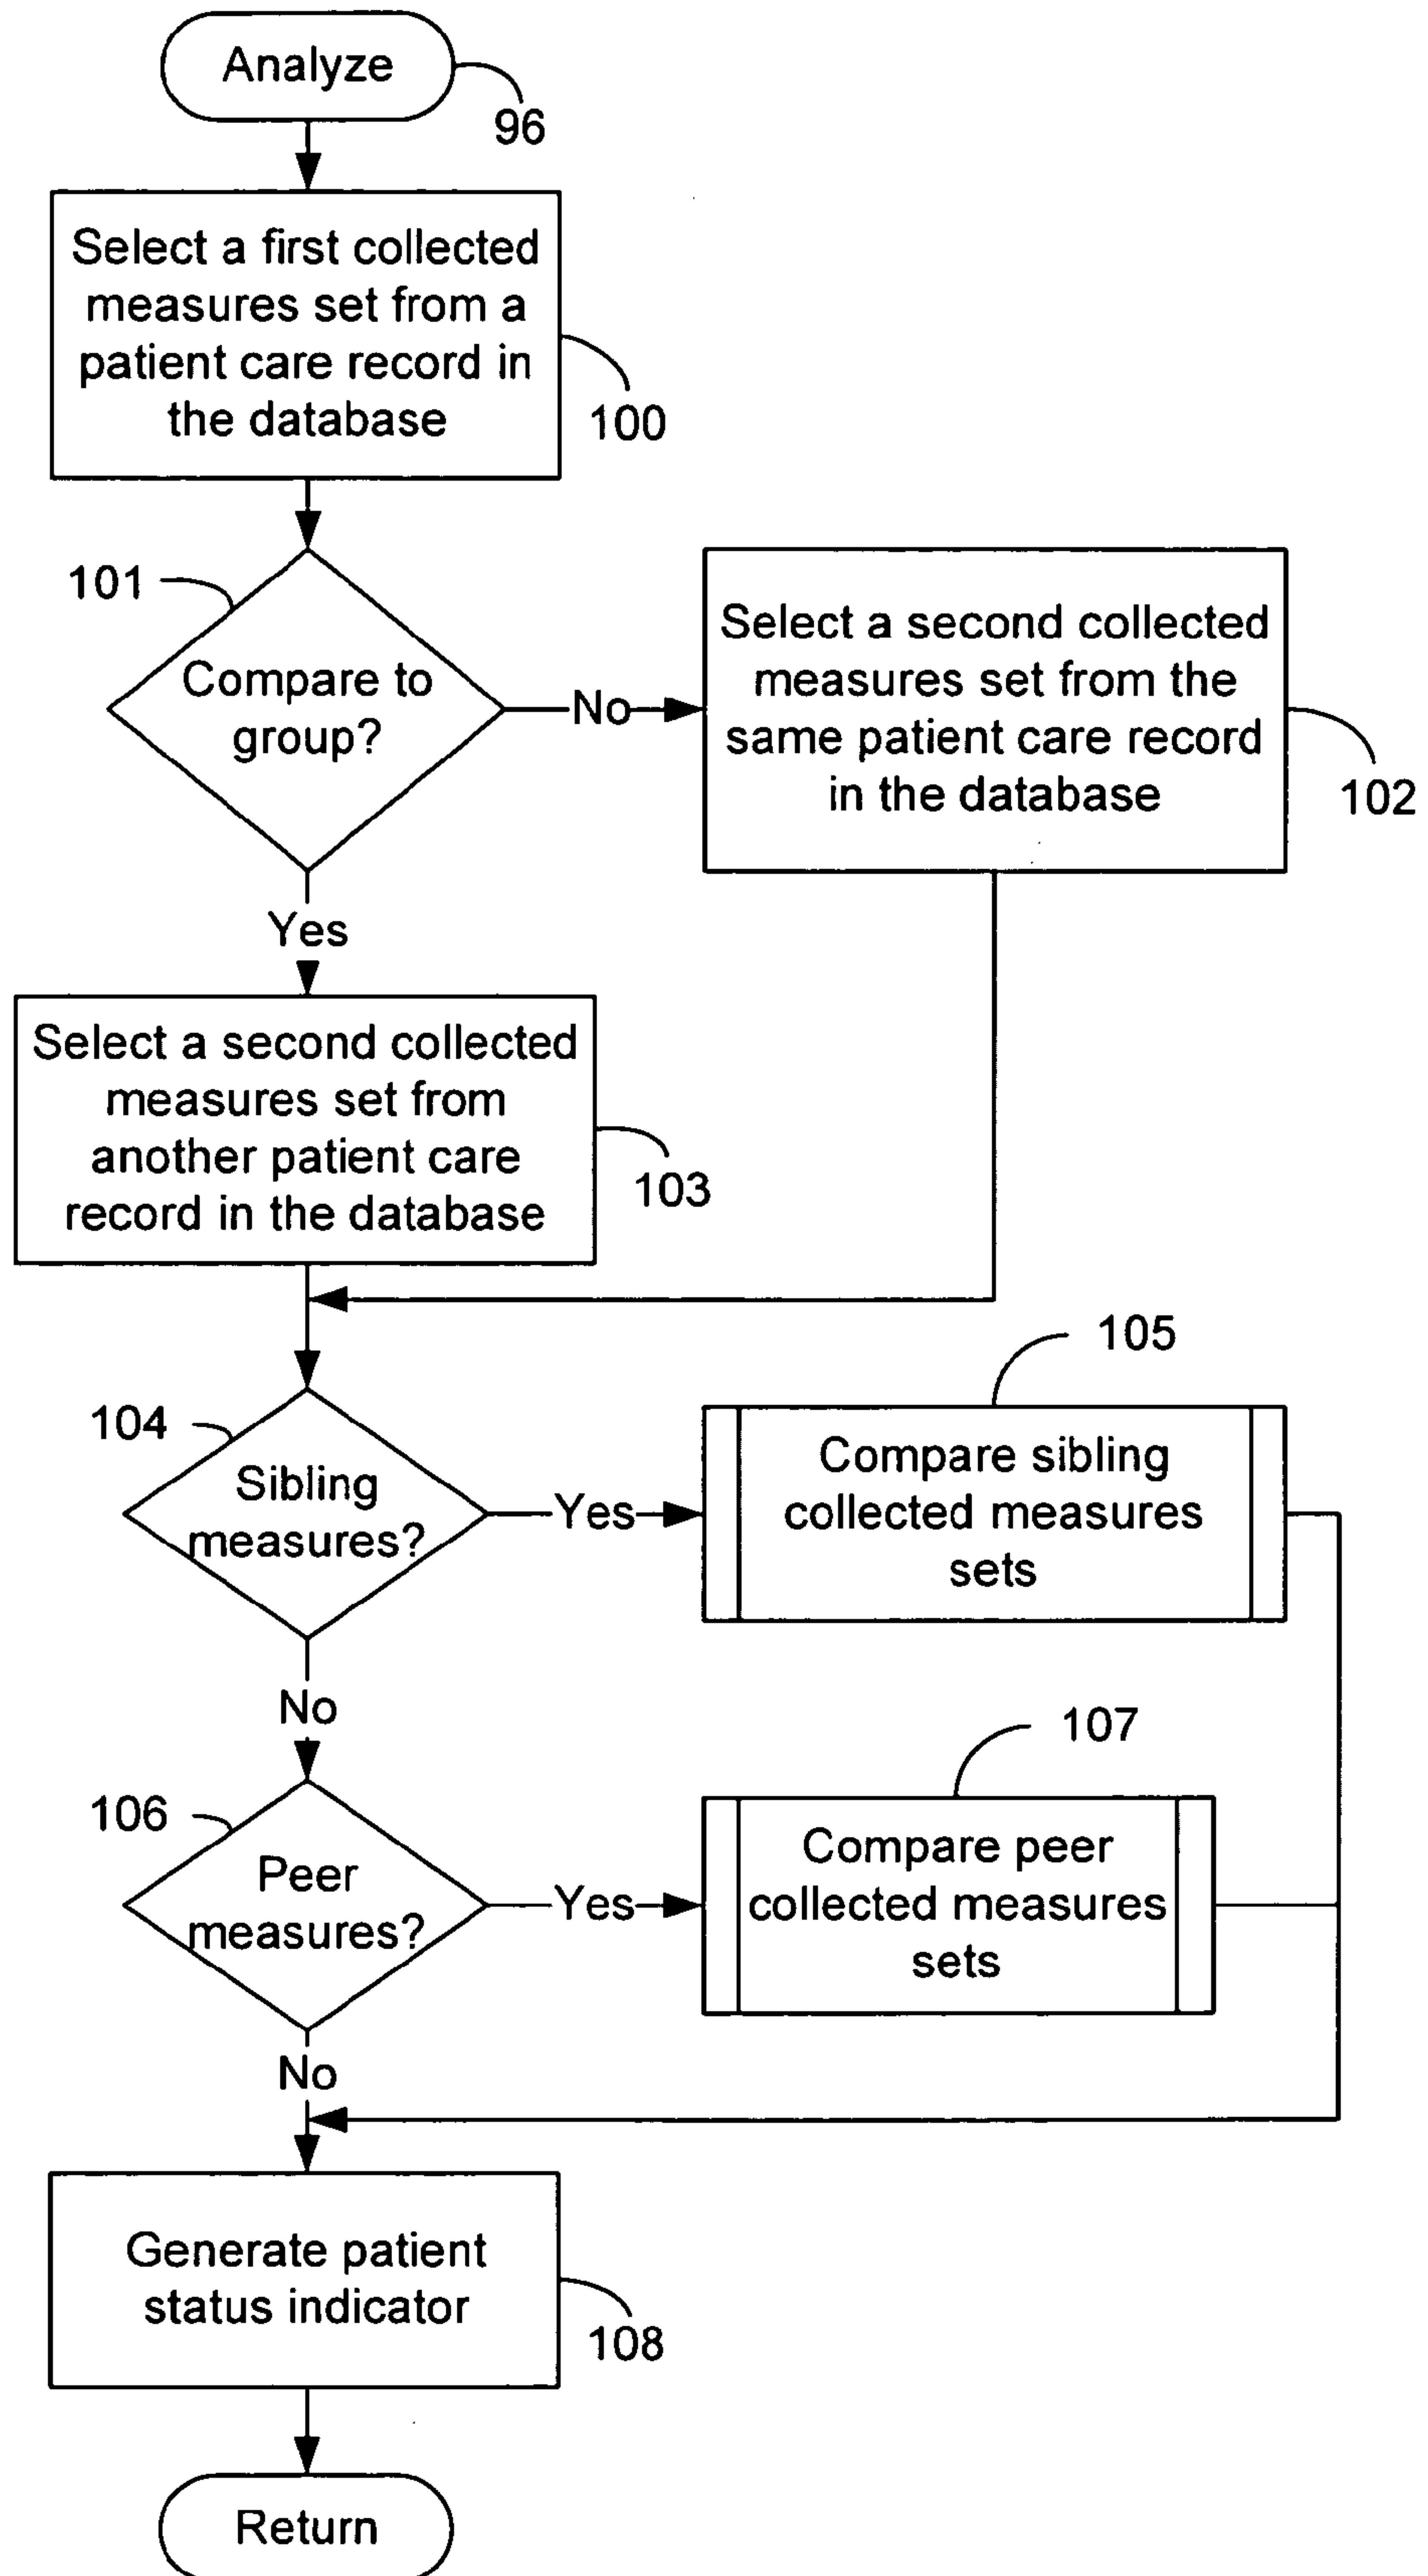 Analyze
96
Select a first collected
measures set from a
patient care record in
the database
100
101
Compare to
group?
No
Select a second collected
measures set from the
same patient care record
in the database
102
Yes
Select a second collected
measures set from
another patient care
record in the database
103
104
Sibling
measures?
Yes
105
Compare sibling
collected measures
sets
No
106
Peer
measures?
Yes
107
Compare peer
collected measures
sets
No
Generate patient
status indicator
108
Return